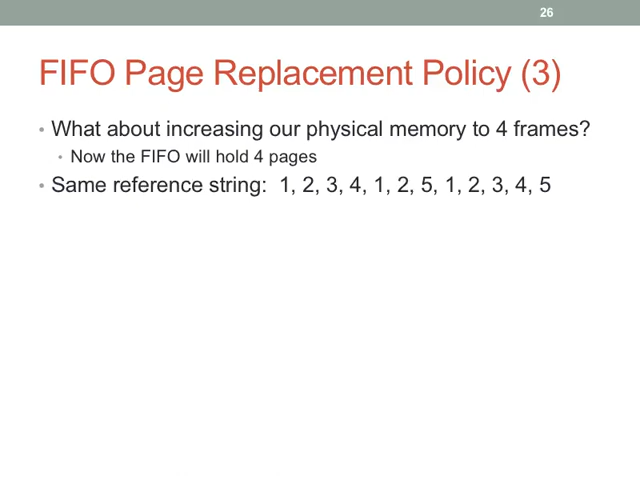 26
FIFO Page Replacement Policy (3)
• What about increasing our physical memory to 4 frames?
• Now the FIFO will hold 4 pages
• Same reference string: 1, 2, 3, 4, 1, 2, 5, 1, 2, 3, 4, 5